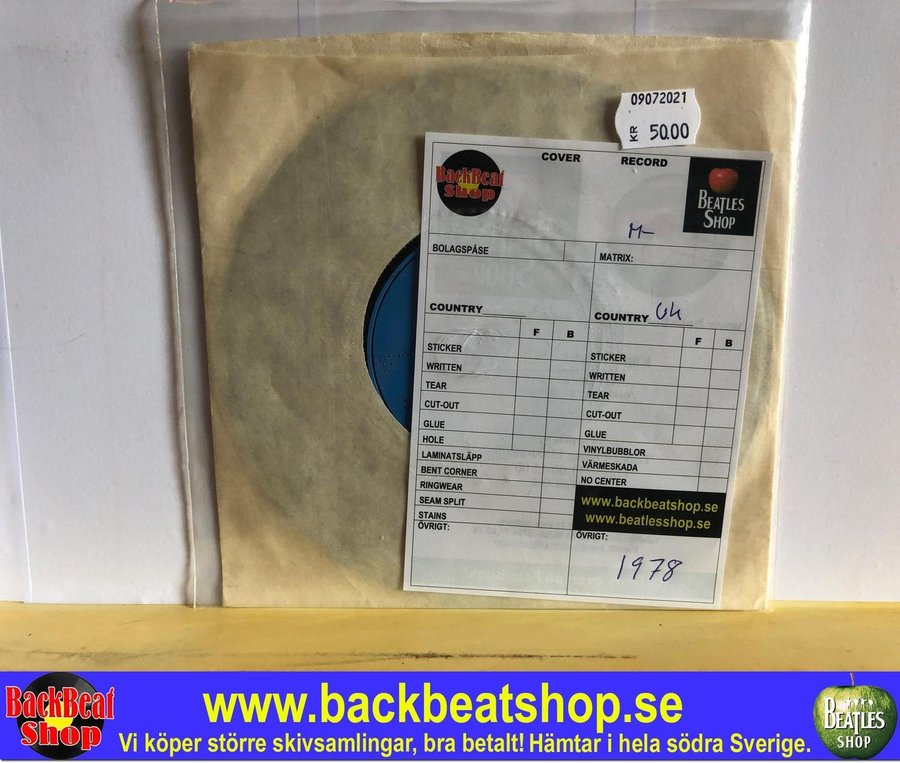 09072021
KR 50.00
COVER RECORD
BackBeat
Shop
BEATLES
SHOP
M-
BOLAGSPÅSE
MATRIX:
COUNTRY
COUNTRY UK
F B
F B
STICKER
WRITTEN
TEAR
CUT-OUT
GLUE
HOLE
LAMINATSLÄPP
BENT CORNER
RINGWEAR
SEAM SPLIT
STAINS
ÖVRIGT:
STICKER
WRITTEN
TEAR
CUT-OUT
GLUE
VINYLBUBBLOR
VÄRMESKADA
NO CENTER
www.backbeatshop.se
www.beatlesshop.se
ÖVRIGT:
1978
BackBeat
Shop
www.backbeatshop.se
Vi köper större skivsamlingar, bra betalt! Hämtar i hela södra Sverige.
BEATLES
SHOP